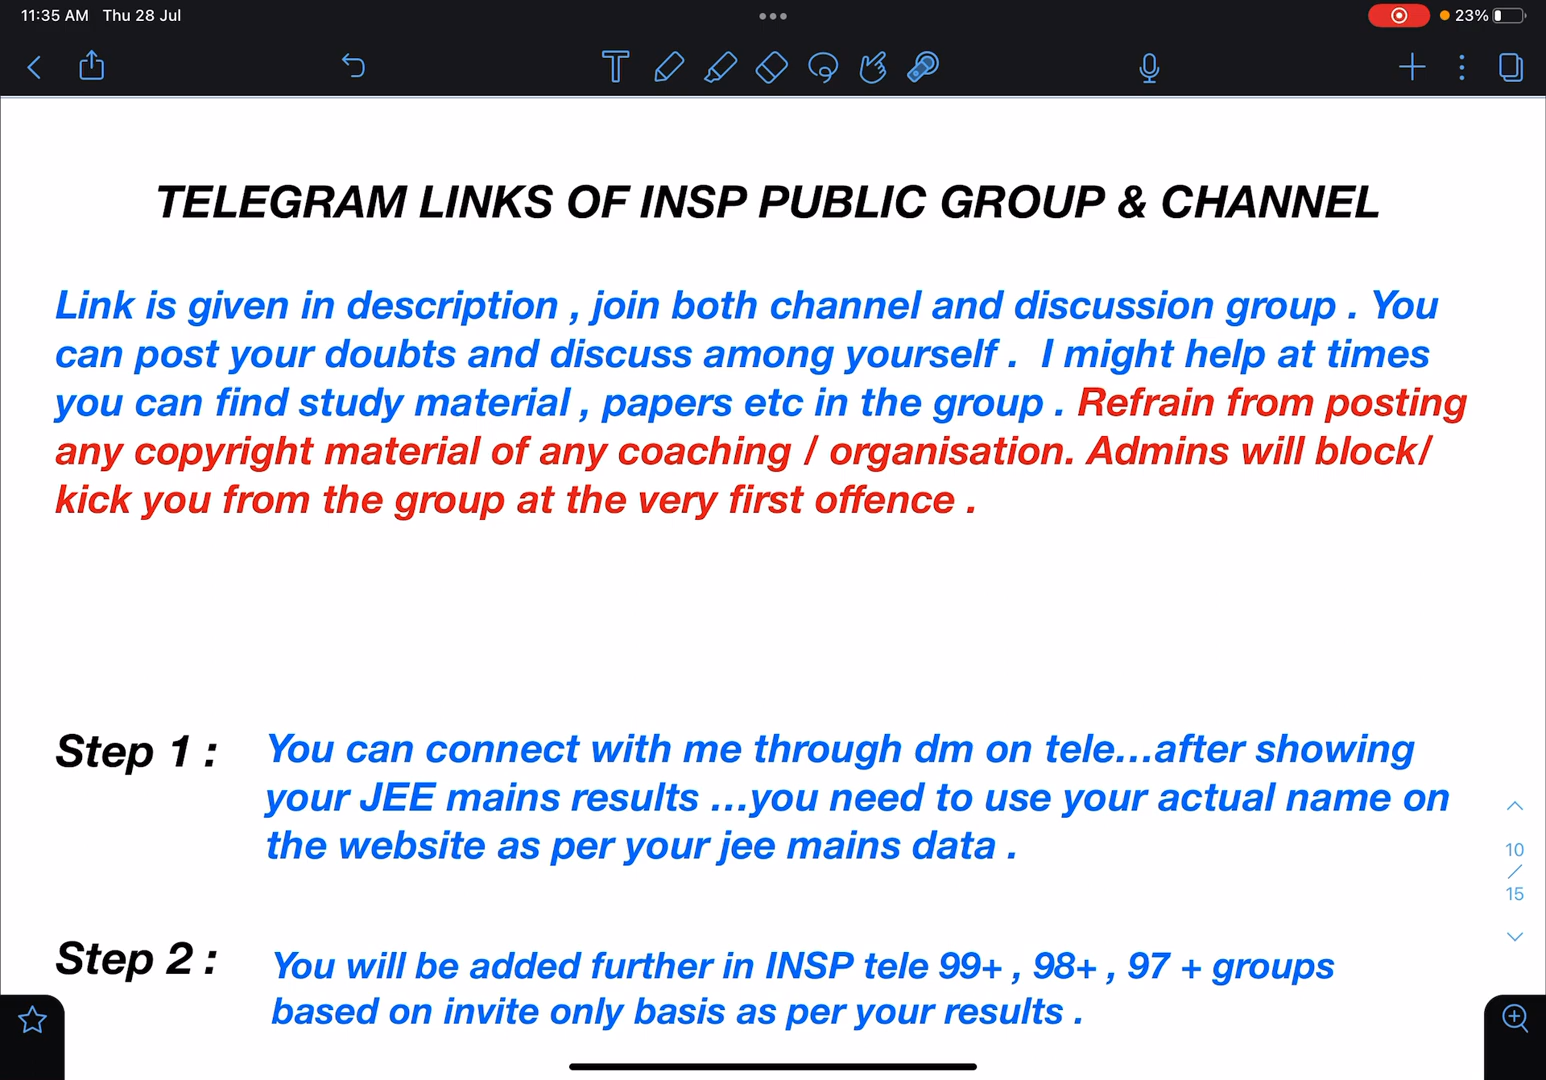 11:35 AM Thu 28 Jul
23%
TELEGRAM LINKS OF INSP PUBLIC GROUP & CHANNEL
Link is given in description , join both channel and discussion group . You
can post your doubts and discuss among yourself . I might help at times
you can find study material , papers etc in the group . Refrain from posting
any copyright material of any coaching / organisation. Admins will block/
kick you from the group at the very first offence .
Step 1 : You can connect with me through dm on tele...after showing
your JEE mains results ...you need to use your actual name on
the website as per your jee mains data .
10
/
15
Step 2 : You will be added further in INSP tele 99+ , 98+ , 97 + groups
based on invite only basis as per your results .